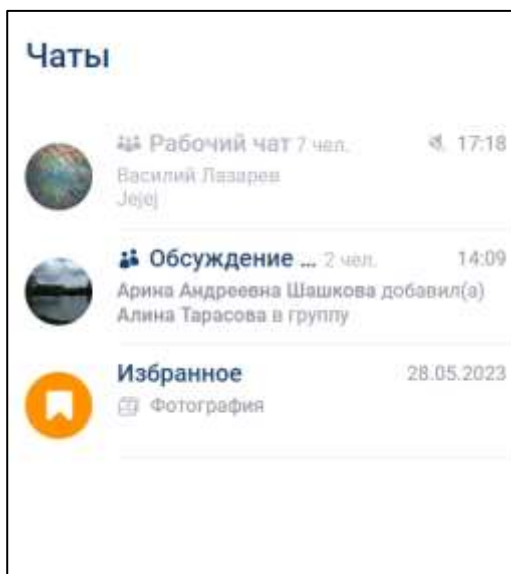 Чаты
Рабочий чат 7 чел. 17:18
Василий Лазарев
Jejej
Обсуждение ... 2 чел. 14:09
Арина Андреевна Шашкова добавил(а)
Алина Тарасова в группу
Избранное 28.05.2023
Фотография